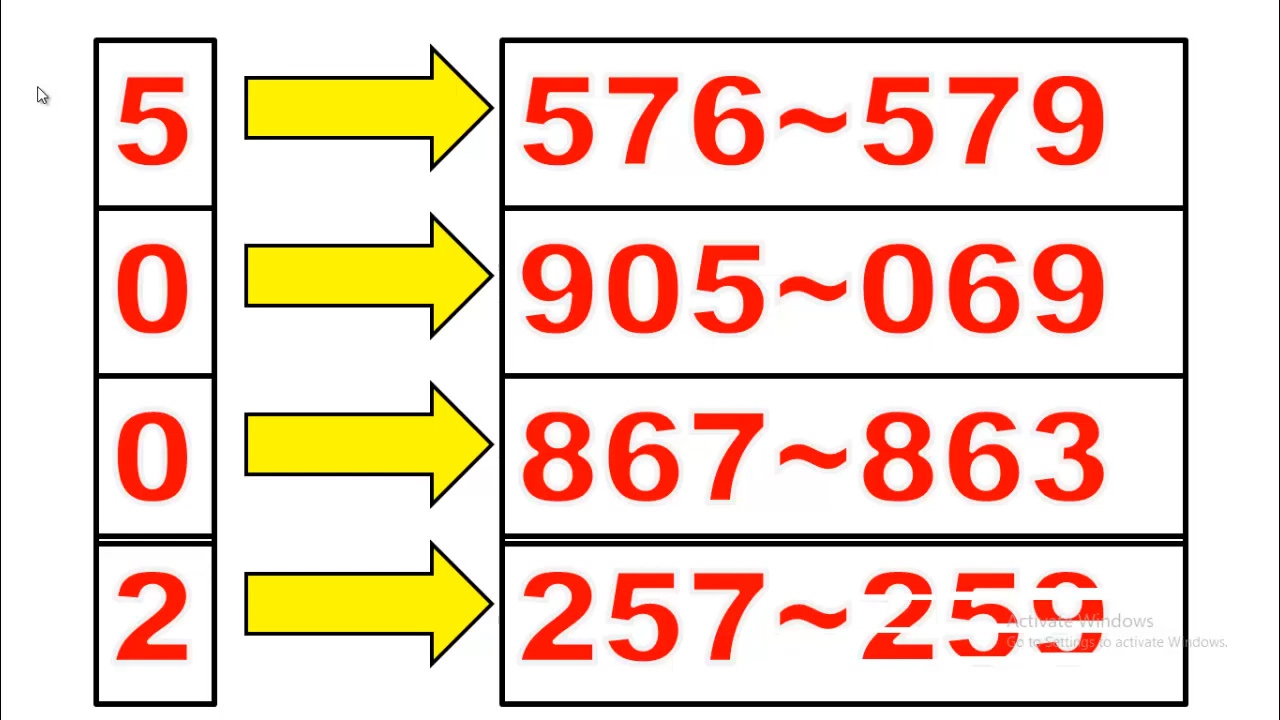 5 576~579
0 905~069
0 867~863
2 257~259
Activate Windows
Go to Settings to activate Windows.